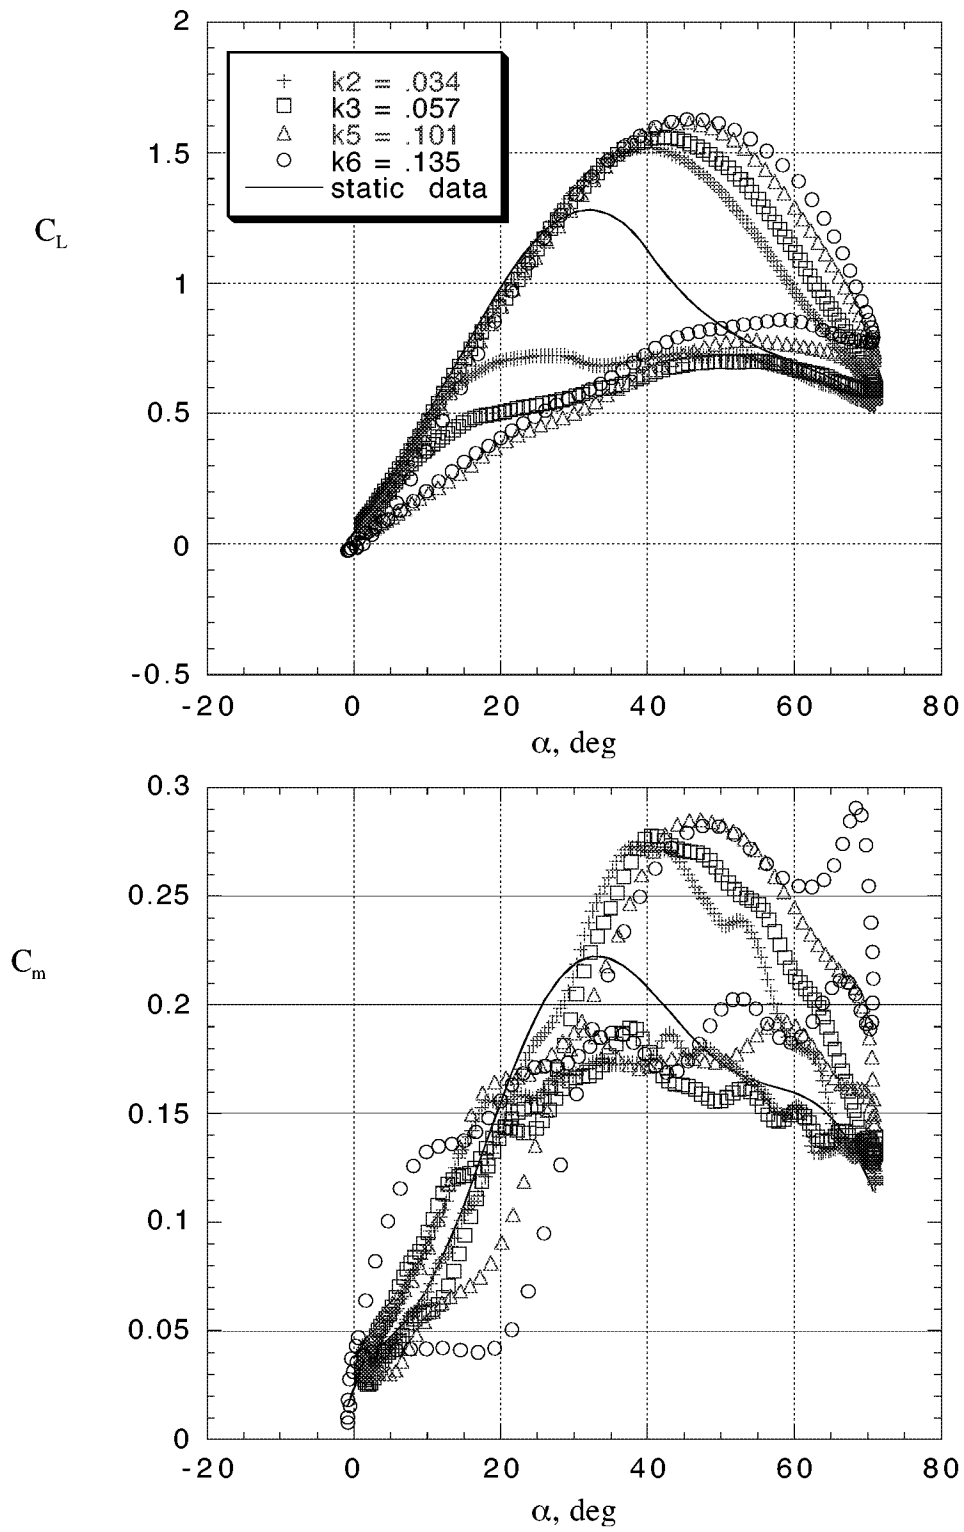 2
k2 = .034
k3 = .057
k5 = .101
k6 = .135
static data
1.5
C_L
1
0.5
0
-0.5
-20 0 20 40 60 80
α, deg
0.3
0.25
C_m
0.2
0.15
0.1
0.05
0
-20 0 20 40 60 80
α, deg